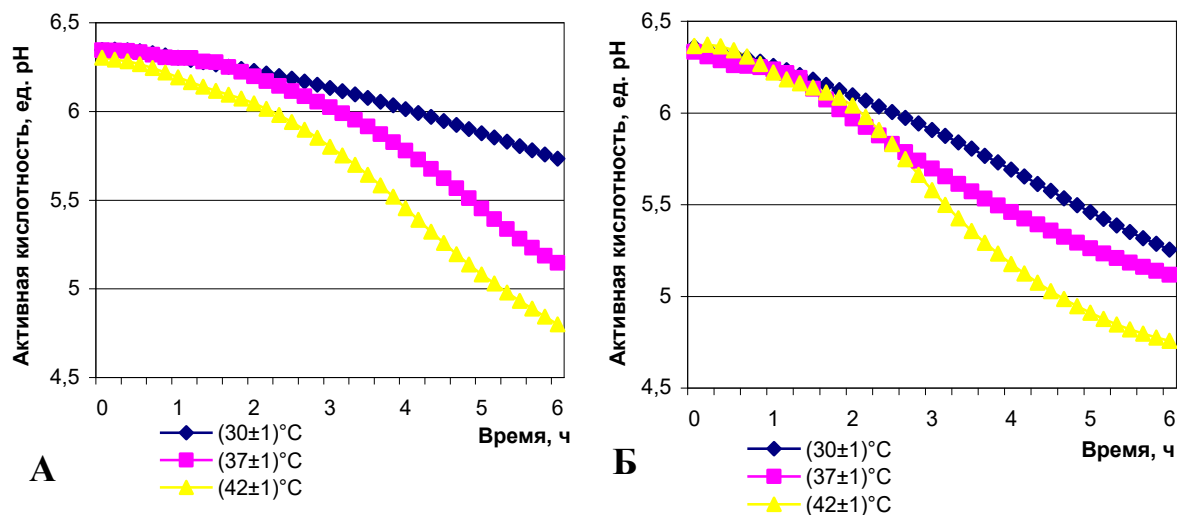 Активная кислотность, ед. pH
6,5
6
5,5
5
4,5
0 1 2 3 4 5 6
Время, ч
(30±1)°C
(37±1)°C
(42±1)°C
А
Активная кислотность, ед. pH
6,5
6
5,5
5
4,5
0 1 2 3 4 5 6
Время, ч
(30±1)°C
(37±1)°C
(42±1)°C
Б